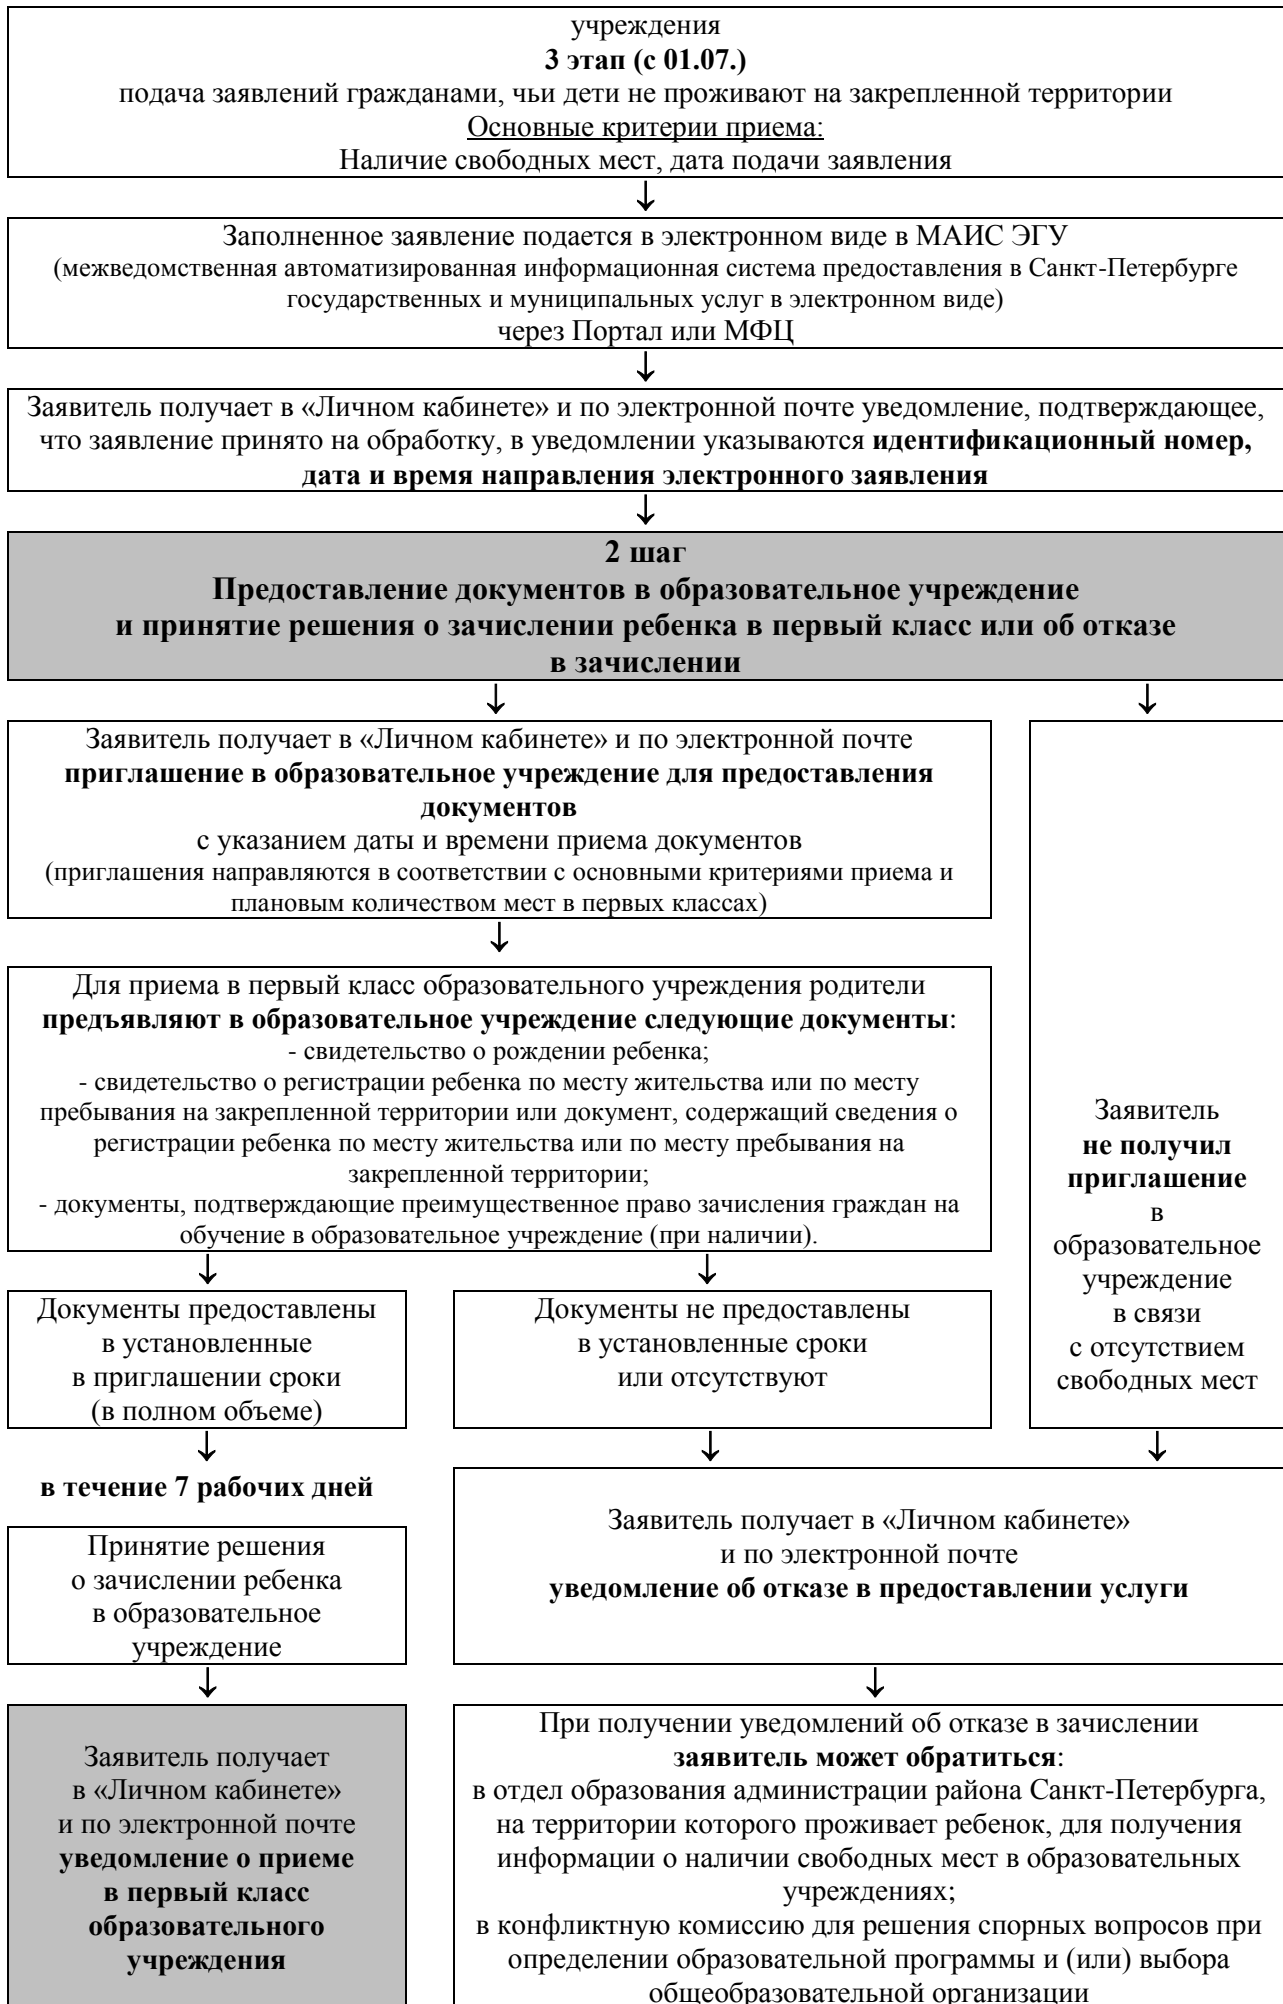 учреждения
3 этап (с 01.07.)
подача заявлений гражданами, чьи дети не проживают на закрепленной территории
Основные критерии приема:
Наличие свободных мест, дата подачи заявления
↓
Заполненное заявление подается в электронном виде в МАИС ЭГУ
(межведомственная автоматизированная информационная система предоставления в Санкт-Петербурге
государственных и муниципальных услуг в электронном виде)
через Портал или МФЦ
↓
Заявитель получает в «Личном кабинете» и по электронной почте уведомление, подтверждающее,
что заявление принято на обработку, в уведомлении указываются идентификационный номер,
дата и время направления электронного заявления
↓
2 шаг
Предоставление документов в образовательное учреждение
и принятие решения о зачислении ребенка в первый класс или об отказе
в зачислении
↓ ↓
Заявитель получает в «Личном кабинете» и по электронной почте
приглашение в образовательное учреждение для предоставления
документов
с указанием даты и времени приема документов
(приглашения направляются в соответствии с основными критериями приема и
плановым количеством мест в первых классах)
↓
Для приема в первый класс образовательного учреждения родители
предъявляют в образовательное учреждение следующие документы:
- свидетельство о рождении ребенка;
- свидетельство о регистрации ребенка по месту жительства или по месту
пребывания на закрепленной территории или документ, содержащий сведения о
регистрации ребенка по месту жительства или по месту пребывания на
закрепленной территории;
- документы, подтверждающие преимущественное право зачисления граждан на
обучение в образовательное учреждение (при наличии).
Заявитель
не получил
приглашение
в
образовательное
учреждение
в связи
с отсутствием
свободных мест
↓ ↓
Документы предоставлены
в установленные
в приглашении сроки
(в полном объеме)
Документы не предоставлены
в установленные сроки
или отсутствуют
↓ ↓ ↓
в течение 7 рабочих дней
Принятие решения
о зачислении ребенка
в образовательное
учреждение
Заявитель получает в «Личном кабинете»
и по электронной почте
уведомление об отказе в предоставлении услуги
↓ ↓
Заявитель получает
в «Личном кабинете»
и по электронной почте
уведомление о приеме
в первый класс
образовательного
учреждения
При получении уведомлений об отказе в зачислении
заявитель может обратиться:
в отдел образования администрации района Санкт-Петербурга,
на территории которого проживает ребенок, для получения
информации о наличии свободных мест в образовательных
учреждениях;
в конфликтную комиссию для решения спорных вопросов при
определении образовательной программы и (или) выбора
общеобразовательной организации